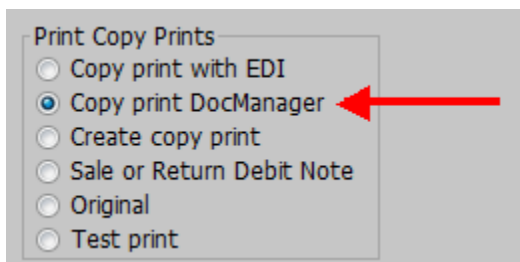 Print Copy Prints
Copy print with EDI
Copy print DocManager
Create copy print
Sale or Return Debit Note
Original
Test print